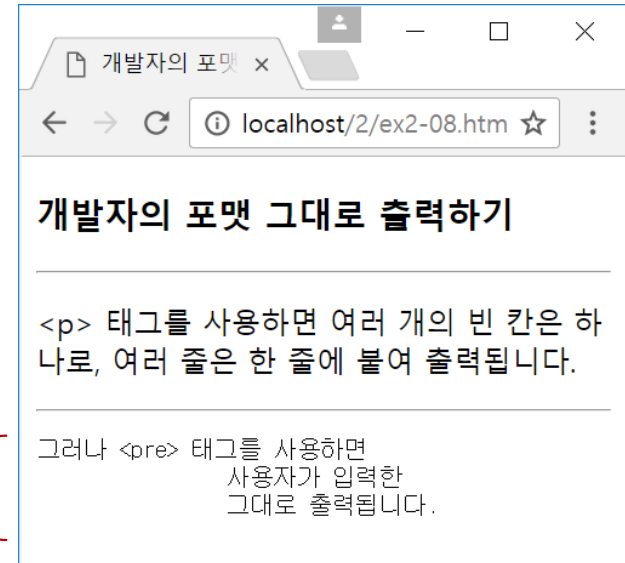 개발자의 포맷
localhost/2/ex2-08.htm
개발자의 포맷 그대로 출력하기
<p> 태그를 사용하면 여러 개의 빈 칸은 하
나로, 여러 줄은 한 줄에 붙여 출력됩니다.
그러나 <pre> 태그를 사용하면
사용자가 입력한
그대로 출력됩니다.